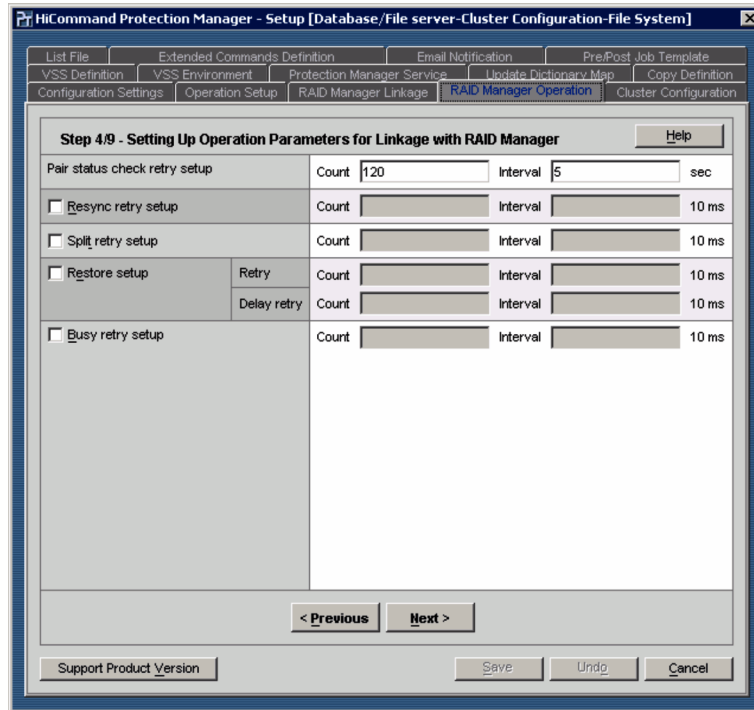 HiCommand Protection Manager - Setup [Database/File server-Cluster Configuration-File System]
List File Extended Commands Definition Email Notification Pre/Post Job Template
VSS Definition VSS Environment Protection Manager Service Update Dictionary Map Copy Definition
Configuration Settings Operation Setup RAID Manager Linkage RAID Manager Operation Cluster Configuration
Step 4/9 - Setting Up Operation Parameters for Linkage with RAID Manager Help
Pair status check retry setup Count 120 Interval 5 sec
Resync retry setup Count Interval 10 ms
Split retry setup Count Interval 10 ms
Restore setup Retry Count Interval 10 ms
Delay retry Count Interval 10 ms
Busy retry setup Count Interval 10 ms
< Previous Next >
Support Product Version Save Undo Cancel